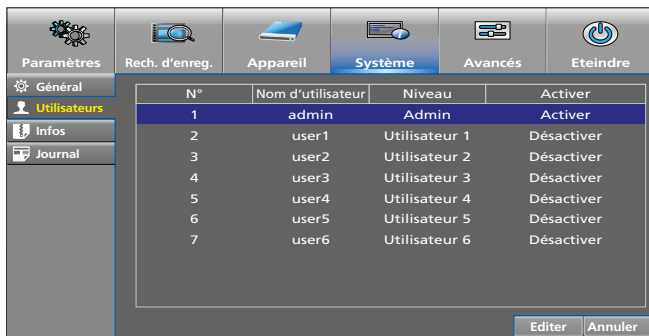 Paramètres Rech. d'enreg. Appareil Système Avancés Eteindre
Général
Utilisateurs
Infos
Journal
N° Nom d'utilisateur Niveau Activer
1 admin Admin Activer
2 user1 Utilisateur 1 Désactiver
3 user2 Utilisateur 2 Désactiver
4 user3 Utilisateur 3 Désactiver
5 user4 Utilisateur 4 Désactiver
6 user5 Utilisateur 5 Désactiver
7 user6 Utilisateur 6 Désactiver
Editer Annuler